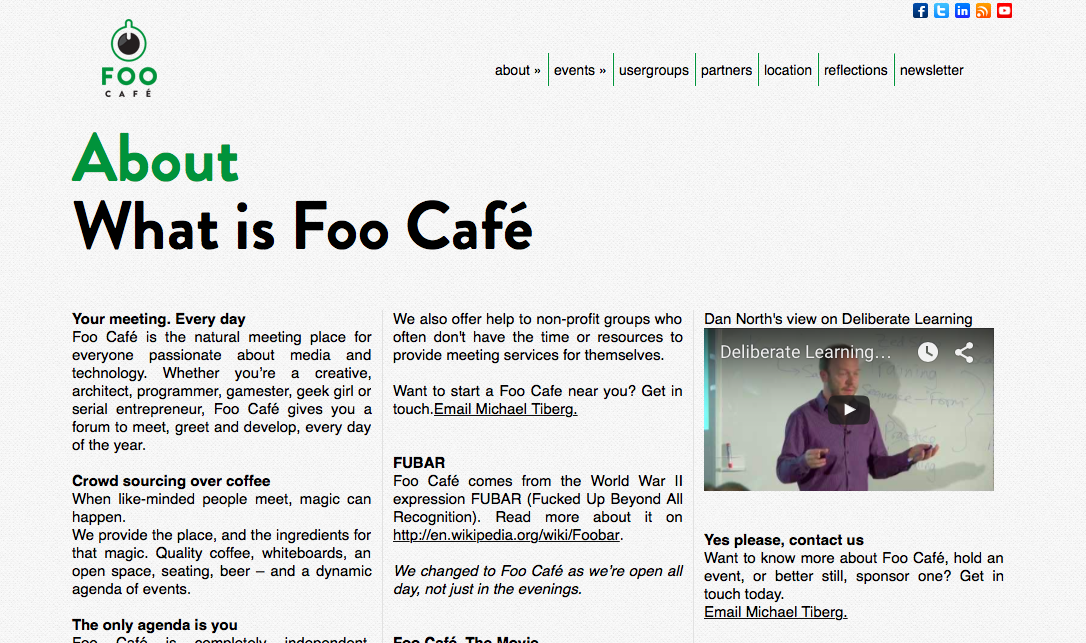 FOO
CAFÉ
about »
events »
usergroups
partners
location
reflections
newsletter
About
What is Foo Café
Your meeting. Every day
Foo Café is the natural meeting place for
everyone passionate about media and
technology. Whether you're a creative,
architect, programmer, gamester, geek girl or
serial entrepreneur, Foo Café gives you a
forum to meet, greet and develop, every day
of the year.
Crowd sourcing over coffee
When like-minded people meet, magic can
happen.
We provide the place, and the ingredients for
that magic. Quality coffee, whiteboards, an
open space, seating, beer – and a dynamic
agenda of events.
The only agenda is you
Foo Café is completely independent,
We also offer help to non-profit groups who
often don't have the time or resources to
provide meeting services for themselves.
Want to start a Foo Cafe near you? Get in
touch.Email Michael Tiberg.
FUBAR
Foo Café comes from the World War II
expression FUBAR (Fucked Up Beyond All
Recognition). Read more about it on
http://en.wikipedia.org/wiki/Foobar.
We changed to Foo Café as we're open all
day, not just in the evenings.
Foo Café. The Movie
Dan North's view on Deliberate Learning
Deliberate Learning...
Yes please, contact us
Want to know more about Foo Café, hold an
event, or better still, sponsor one? Get in
touch today.
Email Michael Tiberg.